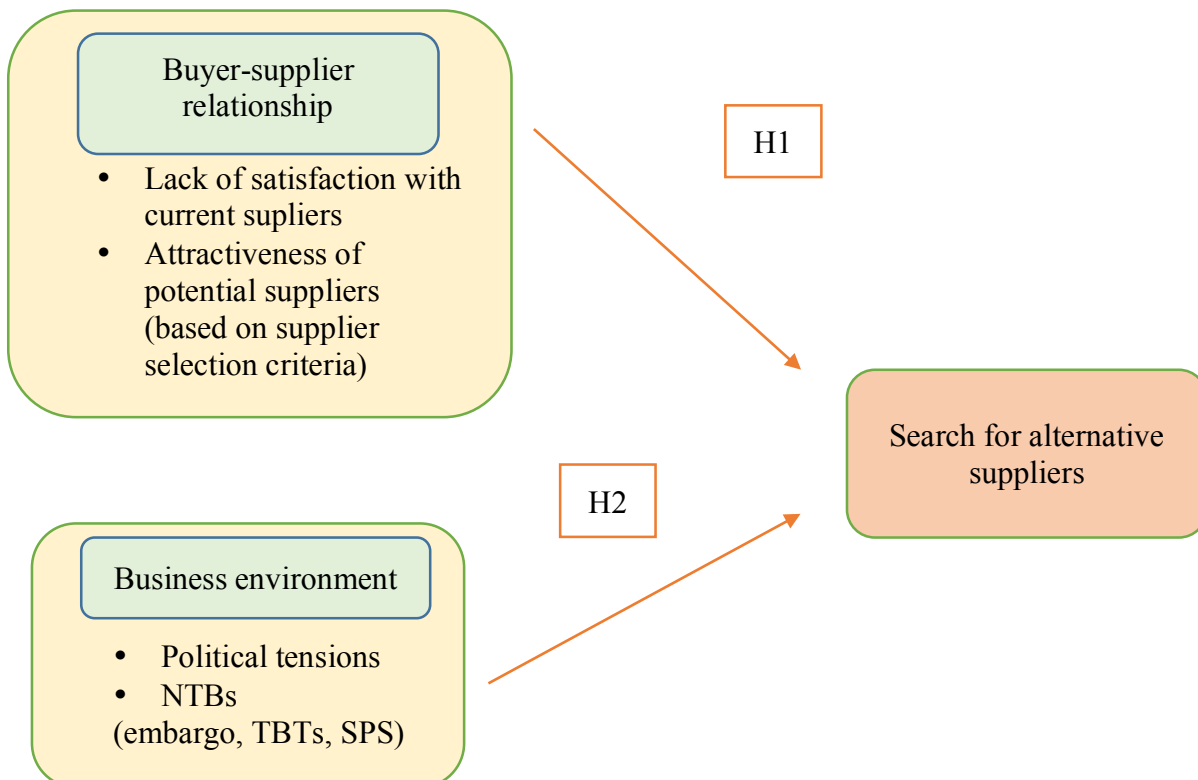 Buyer-supplier
relationship
• Lack of satisfaction with
current supliers
• Attractiveness of
potential suppliers
(based on supplier
selection criteria)
H1
Search for alternative
suppliers
H2
Business environment
• Political tensions
• NTBs
(embargo, TBTs, SPS)